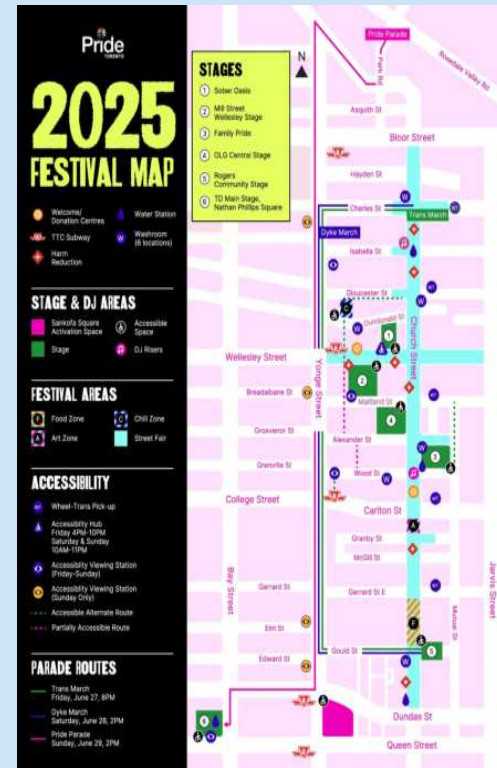 Pride
TORONTO
2025
FESTIVAL MAP
Welcome/
Donation Centres
TTC Subway
Harm
Reduction
Water Station
Washroom
(6 locations)
STAGE & DJ AREAS
Sankofa Square
Activation Space
Stage
Accessible
Space
DJ Risers
FESTIVAL AREAS
F Food Zone
A Art Zone
C Chill Zone
Street Fair
ACCESSIBILITY
WT Wheel-Trans Pick-up
Accessibility Hub
Friday 4PM-10PM
Saturday & Sunday
10AM-11PM
Accessibility Viewing Station
(Friday-Sunday)
Accessibility Viewing Station
(Sunday Only)
Accessible Alternate Route
Partially Accessible Route
PARADE ROUTES
Trans March
Friday, June 27, 8PM
Dyke March
Saturday, June 28, 2PM
Pride Parade
Sunday, June 29, 2PM
STAGES
1 Sober Oasis
2 Mill Street
Wellesley Stage
3 Family Pride
4 OLG Central Stage
5 Rogers
Community Stage
6 TD Main Stage,
Nathan Phillips Square
N
Pride Parade
Park Rd
Rosedale Valley Rd
Asquith St
Bloor Street
Hayden St
Charles St
Trans March
Dyke March
Isabella St
Gloucester St
Dundonald St
Wellesley Street
Church Street
Yonge Street
Breadalbane St
Maitland St
Grosvenor St
Alexander St
Grenville St
Wood St
College Street
Carlton St
Granby St
McGill St
Bay Street
Jarvis Street
Gerrard St
Gerrard St E
Mutual St
Elm St
Edward St
Gould St
Dundas St
Queen Street